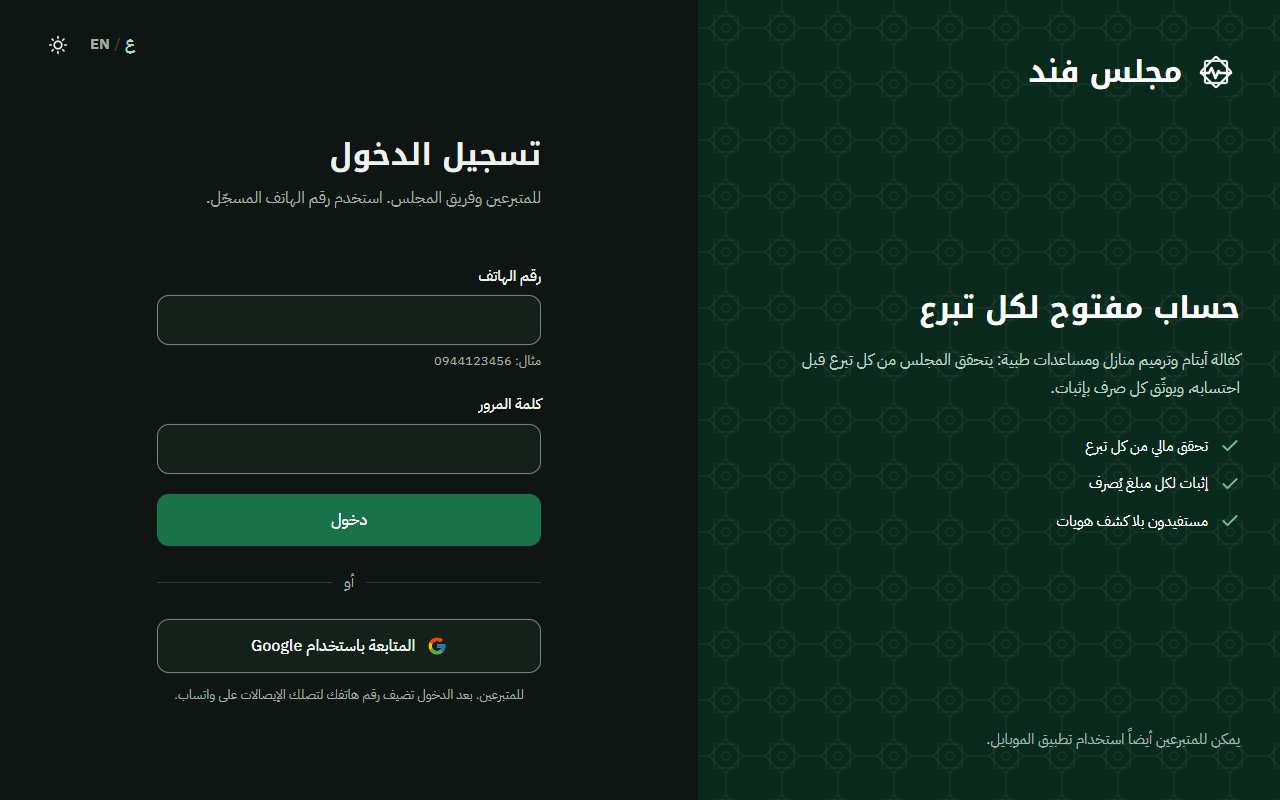 مجلس فند
حساب مفتوح لكل تبرع
كفالة أيتام وترميم منازل ومساعدات طبية: يتحقق المجلس من كل تبرع قبل
احتسابه، ويوثّق كل صرف بإثبات.
تحقق مالي من كل تبرع
إثبات لكل مبلغ يُصرف
مستفيدون بلا كشف هويات
يمكن للمتبرعين أيضاً استخدام تطبيق الموبايل.
ع / EN
تسجيل الدخول
للمتبرعين وفريق المجلس. استخدم رقم الهاتف المسجّل.
رقم الهاتف
مثال: 0944123456
كلمة المرور
دخول
أو
المتابعة باستخدام Google
للمتبرعين. بعد الدخول تضيف رقم هاتفك لتصلك الإيصالات على واتساب.